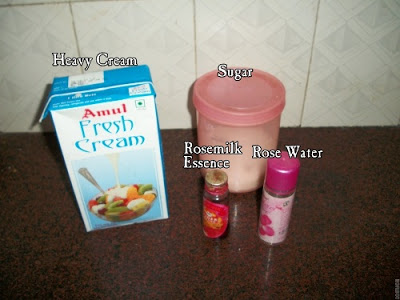 Heavy Cream
Sugar
Amul
Fresh
Cream
Rosemilk
Essence
Rose Water